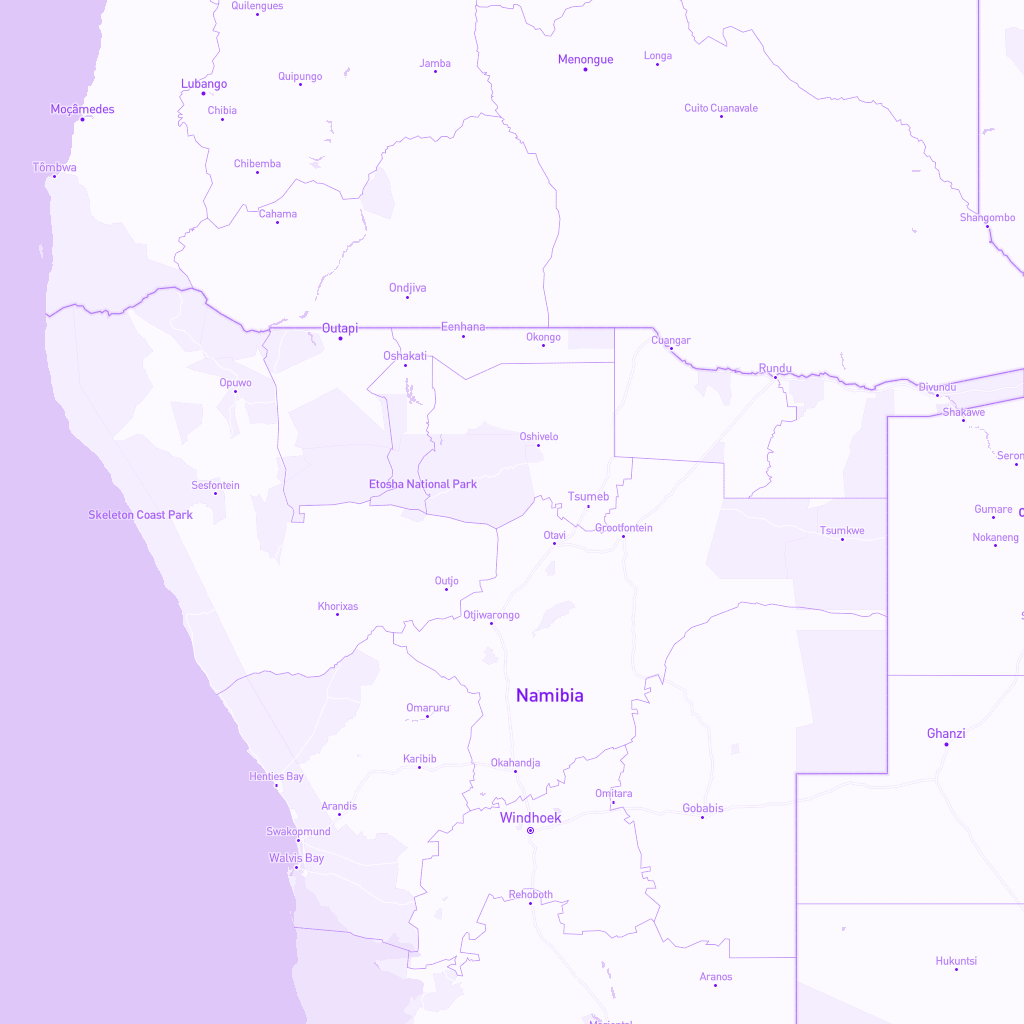 Quilengues
Menongue
Longa
Jamba
Quipungo
Lubango
Moçâmedes
Chibia
Cuito Cuanavale
Tômbwa
Chibemba
Cahama
Shangombo
Ondjiva
Outapi
Eenhana
Okongo
Cuangar
Oshakati
Rundu
Opuwo
Divundu
Shakawe
Oshivelo
Seron
Sesfontein
Etosha National Park
Tsumeb
Gumare
Skeleton Coast Park
Grootfontein
Tsumkwe
Otavi
Nokaneng
Outjo
Khorixas
Otjiwarongo
Namibia
Omaruru
Ghanzi
Karibib
Okahandja
Henties Bay
Omitara
Arandis
Gobabis
Windhoek
Swakopmund
Walvis Bay
Rehoboth
Hukuntsi
Aranos